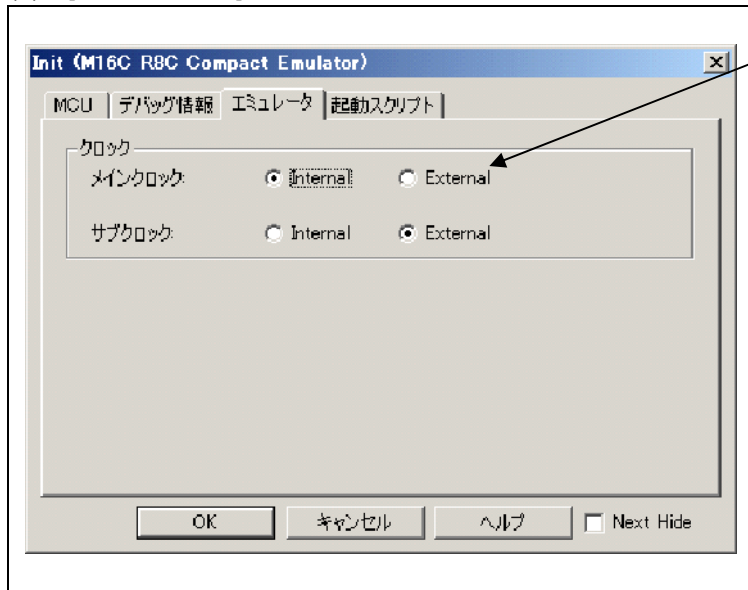 Init (M16C R8C Compact Emulator)
MCU デバッグ情報 エミュレータ 起動スクリプト
クロック
メインクロック: Internal External
サブクロック: Internal External
OK キャンセル ヘルプ Next Hide